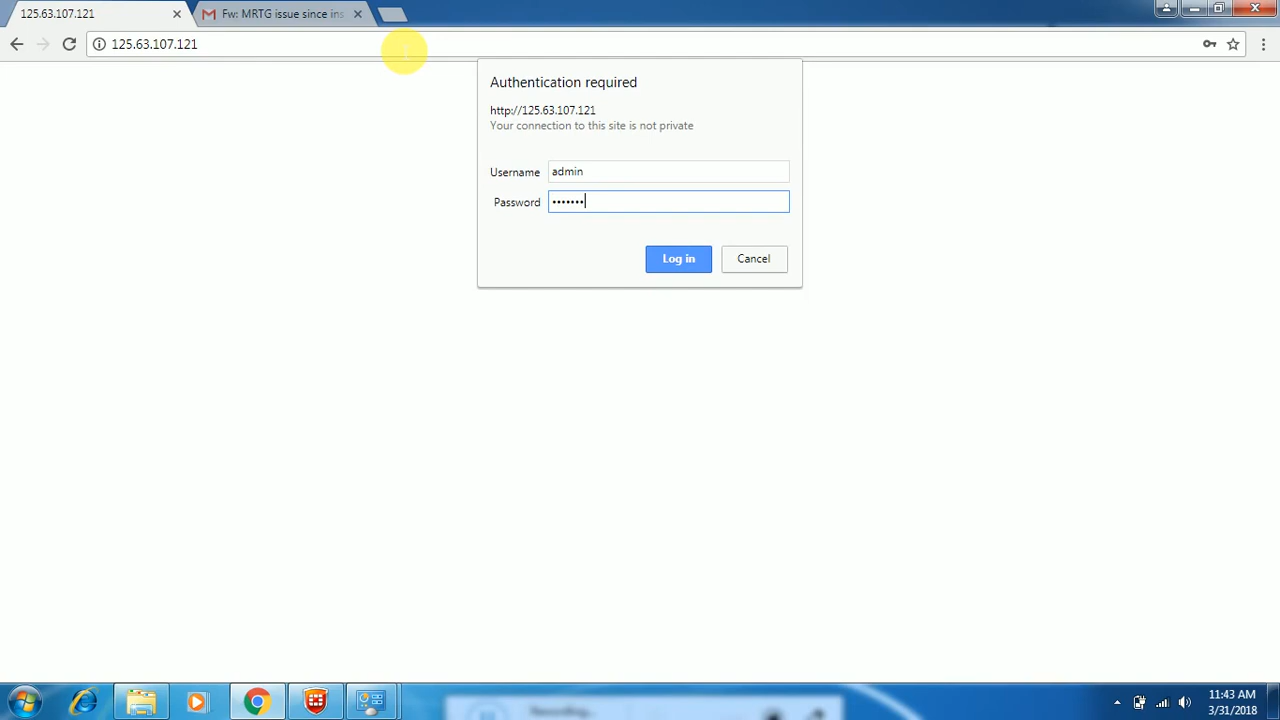 125.63.107.121
Fw: MRTG issue since ins
125.63.107.121
Authentication required
http://125.63.107.121
Your connection to this site is not private
Username admin
Password •••••••
Log in Cancel
Recording...
11:43 AM
3/31/2018